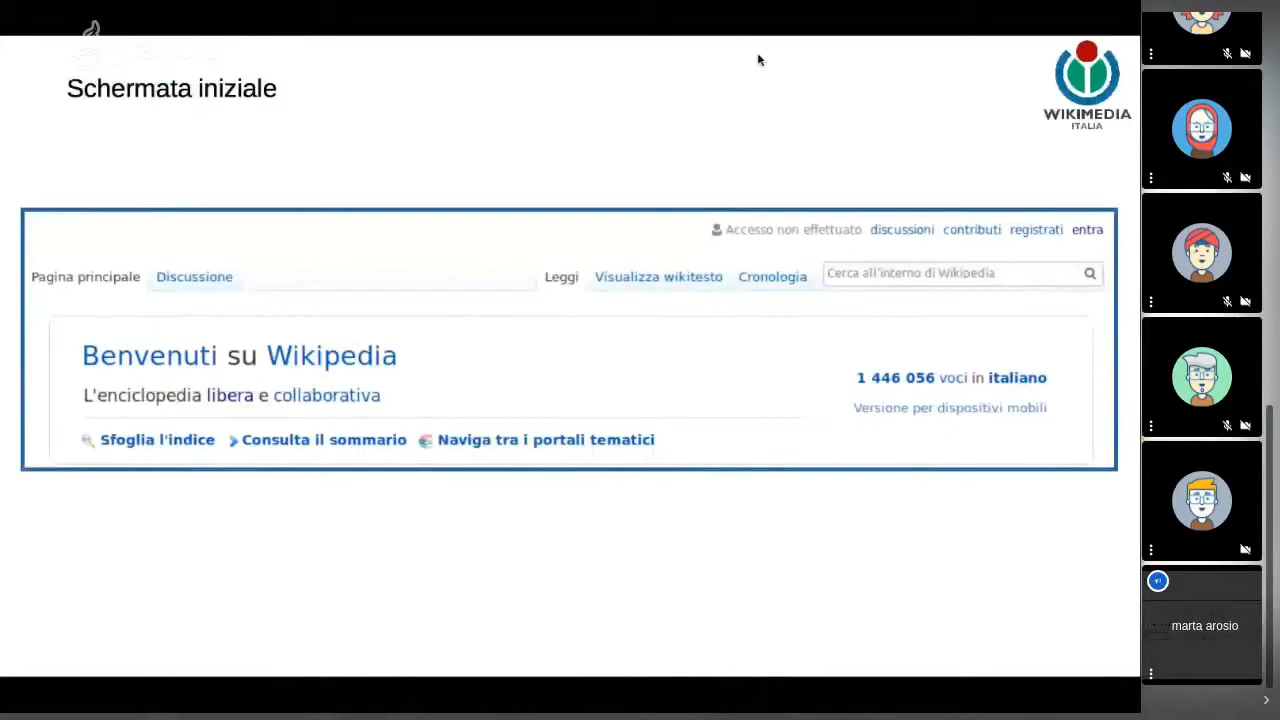 Schermata iniziale
WIKIMEDIA
ITALIA
Accesso non effettuato discussioni contributi registrati entra
Pagina principale Discussione Leggi Visualizza wikitesto Cronologia Cerca all'interno di Wikipedia
Benvenuti su Wikipedia
L'enciclopedia libera e collaborativa
1 446 056 voci in italiano
Versione per dispositivi mobili
Sfoglia l'indice Consulta il sommario Naviga tra i portali tematici
marta arosio